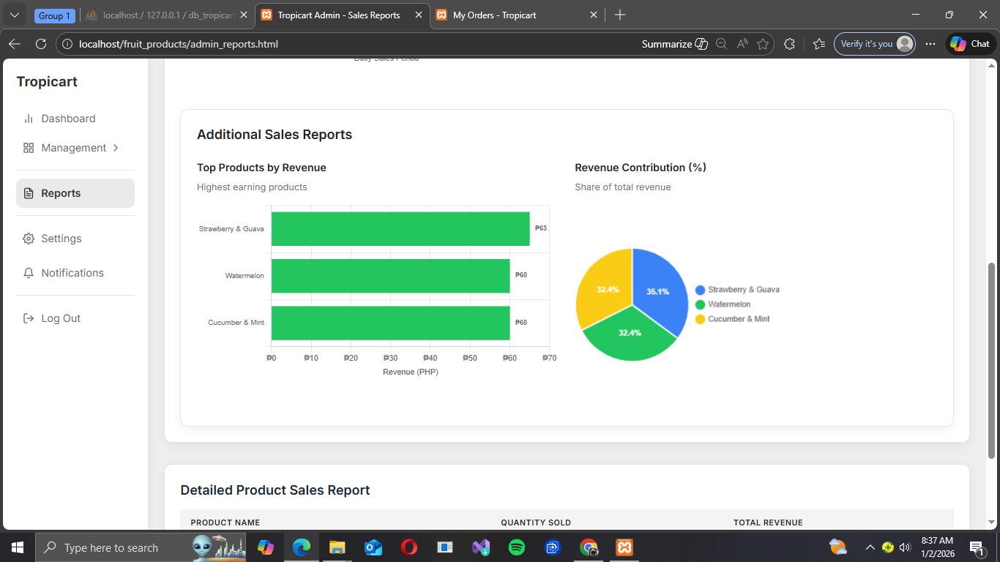 Group 1
localhost / 127.0.0.1 / db_tropicart
Tropicart Admin - Sales Reports
My Orders - Tropicart
localhost/fruit_products/admin_reports.html
Summarize
Verify it's you
Chat
Tropicart
Dashboard
Management
Reports
Settings
Notifications
Log Out
Daily Sales Period
Additional Sales Reports
Top Products by Revenue
Highest earning products
Strawberry & Guava
₱65
Watermelon
₱60
Cucumber & Mint
₱60
₱0 ₱10 ₱20 ₱30 ₱40 ₱50 ₱60 ₱70
Revenue (PHP)
Revenue Contribution (%)
Share of total revenue
32.4%
35.1%
32.4%
Strawberry & Guava
Watermelon
Cucumber & Mint
Detailed Product Sales Report
PRODUCT NAME QUANTITY SOLD TOTAL REVENUE
Type here to search
8:37 AM
1/2/2026
1